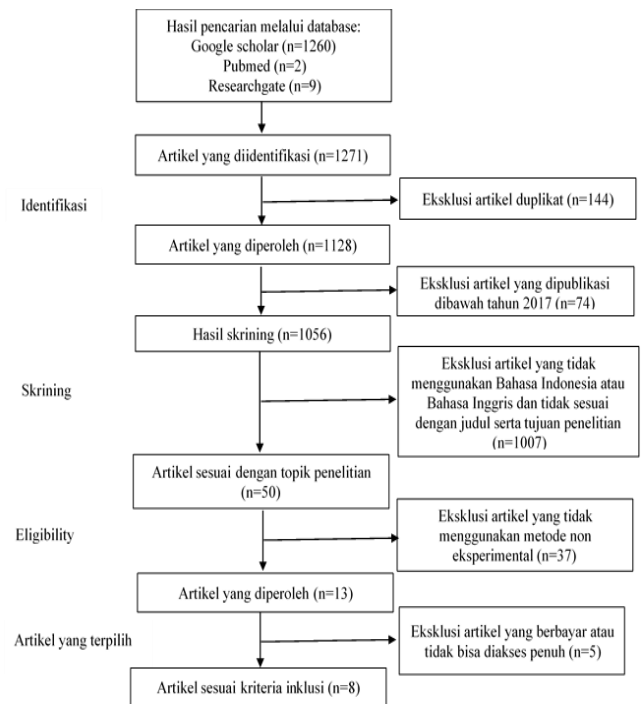 Hasil pencarian melalui database:
Google scholar (n=1260)
Pubmed (n=2)
Researchgate (n=9)
Artikel yang diidentifikasi (n=1271)
Identifikasi
Eksklusi artikel duplikat (n=144)
Artikel yang diperoleh (n=1128)
Eksklusi artikel yang dipublikasi
dibawah tahun 2017 (n=74)
Hasil skrining (n=1056)
Skrining
Eksklusi artikel yang tidak
menggunakan Bahasa Indonesia atau
Bahasa Inggris dan tidak sesuai
dengan judul serta tujuan penelitian
(n=1007)
Artikel sesuai dengan topik penelitian
(n=50)
Eligibility
Eksklusi artikel yang tidak
menggunakan metode non
eksperimental (n=37)
Artikel yang diperoleh (n=13)
Artikel yang terpilih
Eksklusi artikel yang berbayar atau
tidak bisa diakses penuh (n=5)
Artikel sesuai kriteria inklusi (n=8)